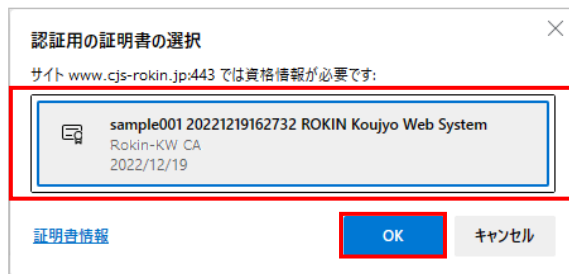 認証用の証明書の選択
サイト www.cjs-rokin.jp:443 では資格情報が必要です:
sample001 20221219162732 ROKIN Koujyo Web System
Rokin-KW CA
2022/12/19
証明書情報
OK
キャンセル